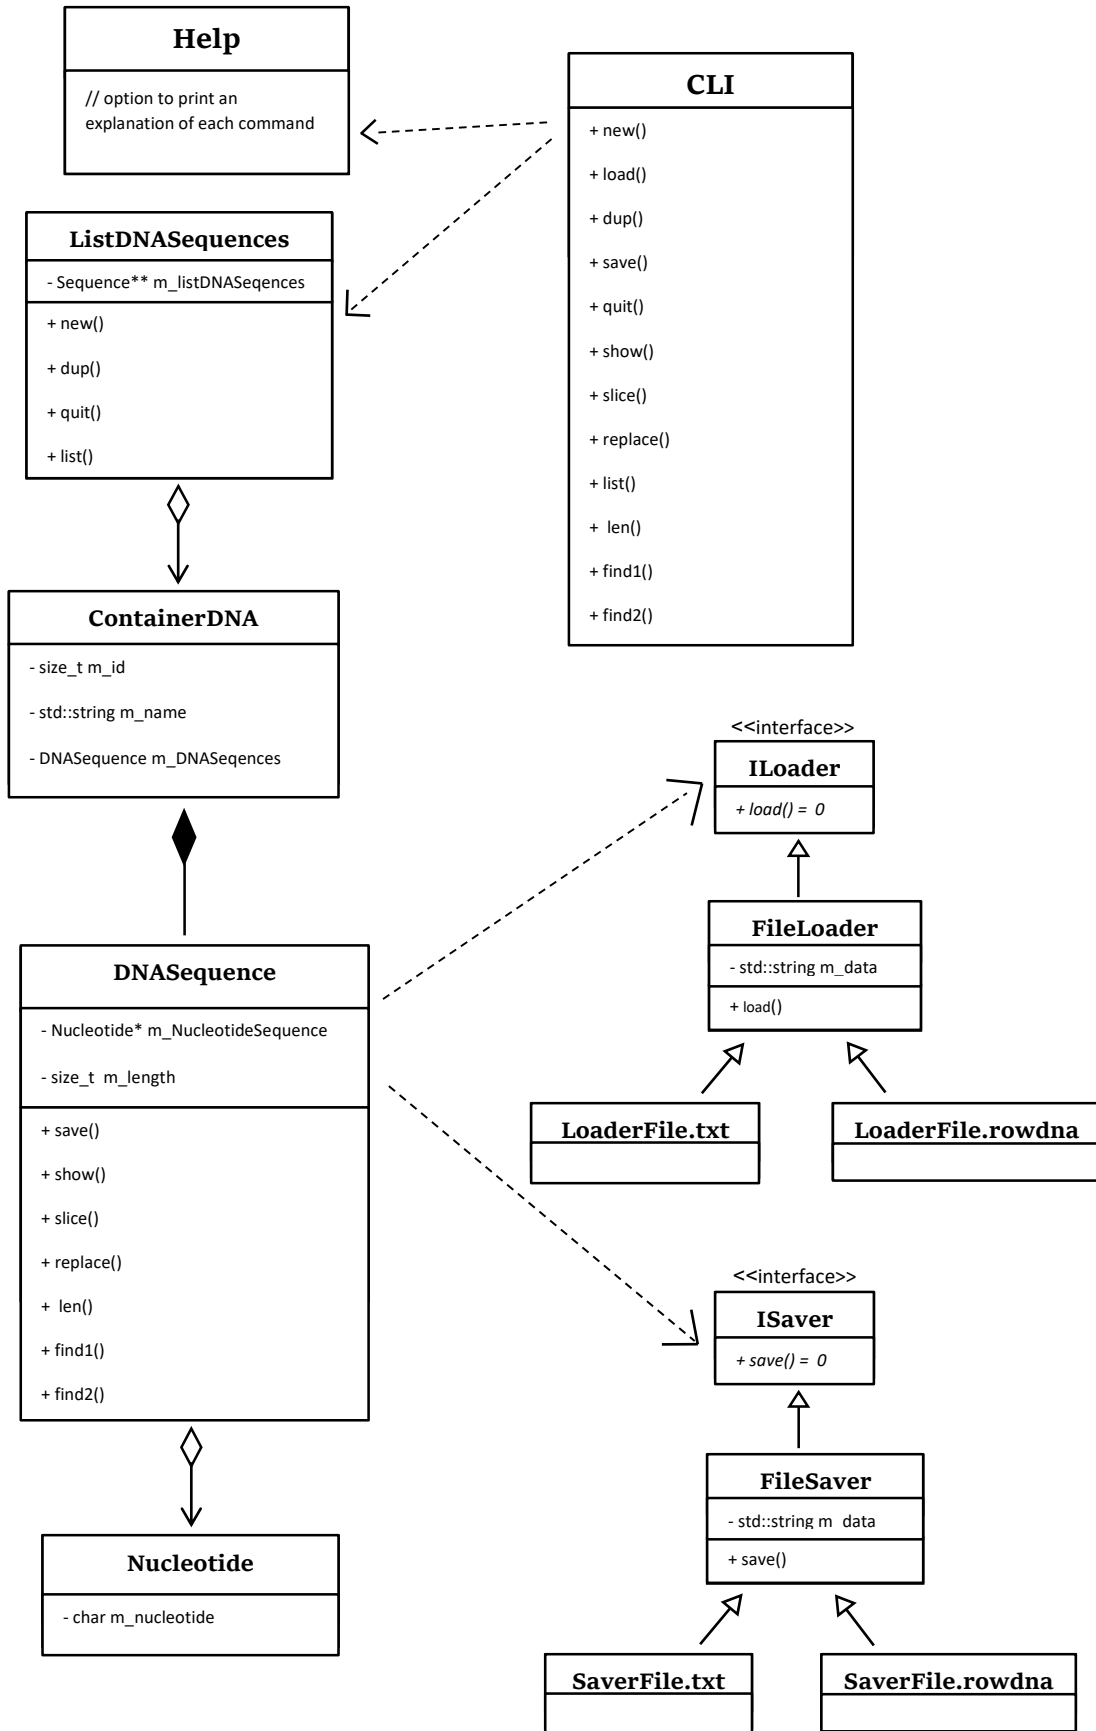 Help
// option to print an
explanation of each command
CLI
+ new()
+ load()
+ dup()
+ save()
+ quit()
+ show()
+ slice()
+ replace()
+ list()
+ len()
+ find1()
+ find2()
ListDNASequences
- Sequence** m_listDNASeqences
+ new()
+ dup()
+ quit()
+ list()
ContainerDNA
- size_t m_id
- std::string m_name
- DNASequence m_DNASeqences
DNASequence
- Nucleotide* m_NucleotideSequence
- size_t m_length
+ save()
+ show()
+ slice()
+ replace()
+ len()
+ find1()
+ find2()
Nucleotide
- char m_nucleotide
<<interface>>
ILoader
+ load() = 0
FileLoader
- std::string m_data
+ load()
LoaderFile.txt
LoaderFile.rowdna
<<interface>>
ISaver
+ save() = 0
FileSaver
- std::string m_data
+ save()
SaverFile.txt
SaverFile.rowdna